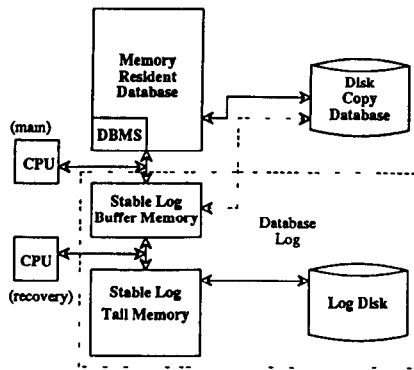 Memory
Resident
Database
DBMS
Disk
Copy
Database
(main)
CPU
Stable Log
Buffer Memory
Database
Log
CPU
(recovery)
Stable Log
Tail Memory
Log Disk